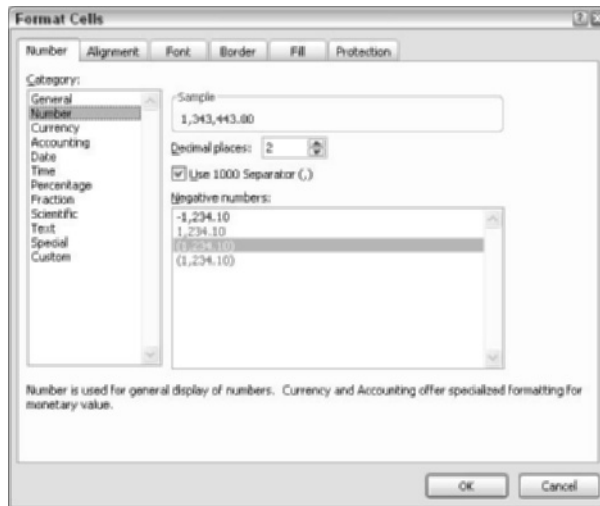 Format Cells
Number Alignment Font Border Fill Protection
Category:
General
Number
Currency
Accounting
Date
Time
Percentage
Fraction
Scientific
Text
Special
Custom
Sample
1,343,443.00
Decimal places: 2
Use 1000 Separator (,)
Negative numbers:
-1,234.10
1,234.10
(1,234.10)
(1,234.10)
Number is used for general display of numbers. Currency and Accounting offer specialized formatting for
monetary value.
OK Cancel